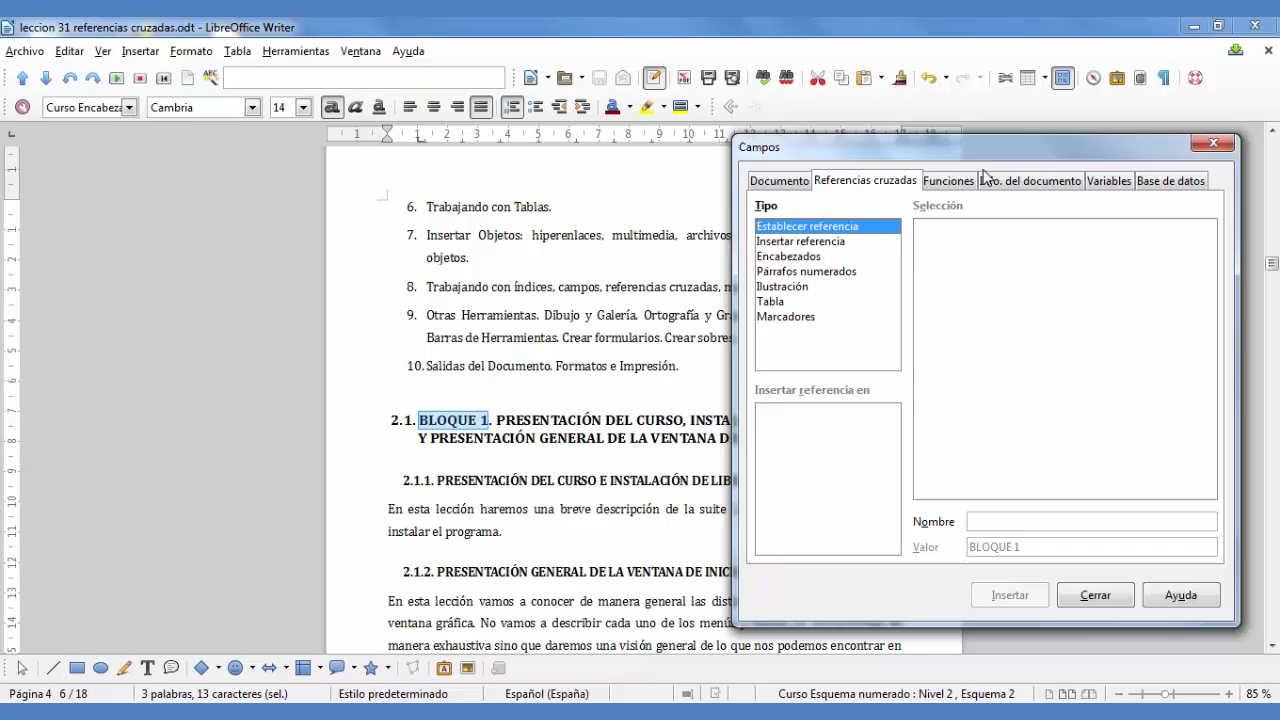 leccion 31 referencias cruzadas.odt - LibreOffice Writer
Archivo Editar Ver Insertar Formato Tabla Herramientas Ventana Ayuda
Curso Encabeza Cambria 14
Campos
Documento Referencias cruzadas Funciones del documento Variables Base de datos
Tipo
Establecer referencia
Insertar referencia
Encabezados
Párrafos numerados
Ilustración
Tabla
Marcadores
Selección
Insertar referencia en
Nombre
Valor BLOQUE 1
Insertar Cerrar Ayuda
6. Trabajando con Tablas.
7. Insertar Objetos: hiperenlaces, multimedia, archivos
objetos.
8. Trabajando con índices, campos, referencias cruzadas,
9. Otras Herramientas. Dibujo y Galería. Ortografía y
Barras de Herramientas. Crear formularios. Crear
10. Salidas del Documento. Formatos e Impresión.
2.1. BLOQUE 1. PRESENTACIÓN DEL CURSO,
Y PRESENTACIÓN GENERAL DE LA VENTANA
2.1.1. PRESENTACIÓN DEL CURSO E INSTALACIÓN DE
En esta lección haremos una breve descripción de la suite
instalar el programa.
2.1.2. PRESENTACIÓN GENERAL DE LA VENTANA DE
En esta lección vamos a conocer de manera general las
ventana gráfica. No vamos a describir cada uno de los
manera exhaustiva sino que daremos una visión general de lo que nos podemos encontrar en
Página 4 6 / 18 3 palabras, 13 caracteres (sel.) Estilo predeterminado Español (España) Curso Esquema numerado : Nivel 2 , Esquema 2 85 %